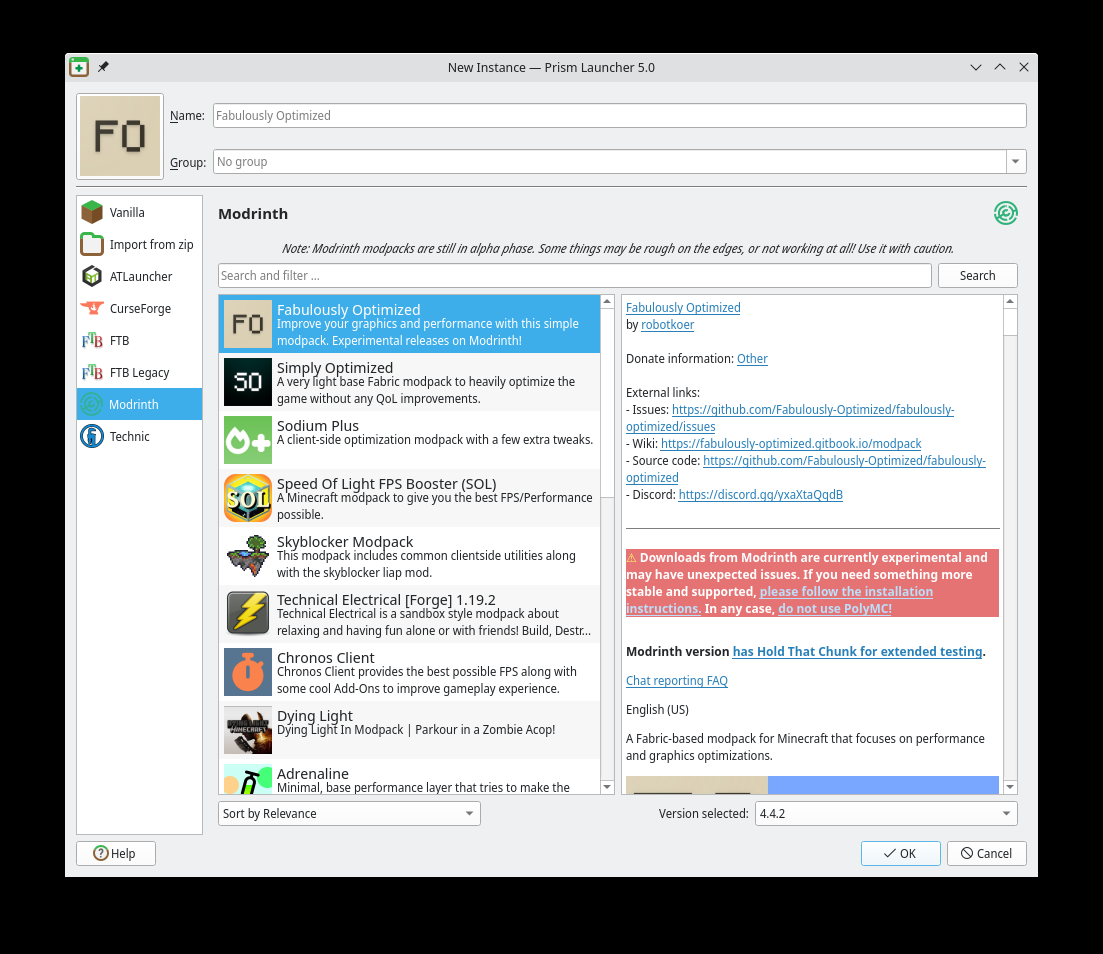 New Instance — Prism Launcher 5.0
FO
Name:
Fabulously Optimized
Group:
No group
Vanilla
Import from zip
ATLauncher
CurseForge
FTB
FTB
FTB
FTB Legacy
Modrinth
Technic
Modrinth
Note: Modrinth modpacks are still in alpha phase. Some things may be rough on the edges, or not working at all! Use it with caution.
Search and filter ...
Search
FO
Fabulously Optimized
Improve your graphics and performance with this simple
modpack. Experimental releases on Modrinth!
SO
Simply Optimized
A very light base Fabric modpack to heavily optimize the
game without any QoL improvements.
Sodium Plus
A client-side optimization modpack with a few extra tweaks.
SOL
Speed Of Light FPS Booster (SOL)
A Minecraft modpack to give you the best FPS/Performance
possible.
Skyblocker Modpack
This modpack includes common clientside utilities along
with the skyblocker liap mod.
Technical Electrical [Forge] 1.19.2
Technical Electrical is a sandbox style modpack about
relaxing and having fun alone or with friends! Build, Destr...
Chronos Client
Chronos Client provides the best possible FPS along with
some cool Add-Ons to improve gameplay experience.
Dying Light
Dying Light In Modpack | Parkour in a Zombie Acop!
Adrenaline
Minimal, base performance layer that tries to make the
Fabulously Optimized
by robotkoer
Donate information: Other
External links:
- Issues: https://github.com/Fabulously-Optimized/fabulously-
optimized/issues
- Wiki: https://fabulously-optimized.gitbook.io/modpack
- Source code: https://github.com/Fabulously-Optimized/fabulously-
optimized
- Discord: https://discord.gg/yxaXtaQqdB
⚠ Downloads from Modrinth are currently experimental and
may have unexpected issues. If you need something more
stable and supported, please follow the installation
instructions. In any case, do not use PolyMC!
Modrinth version has Hold That Chunk for extended testing.
Chat reporting FAQ
English (US)
A Fabric-based modpack for Minecraft that focuses on performance
and graphics optimizations.
Sort by Relevance
Version selected:
4.4.2
Help
OK
Cancel